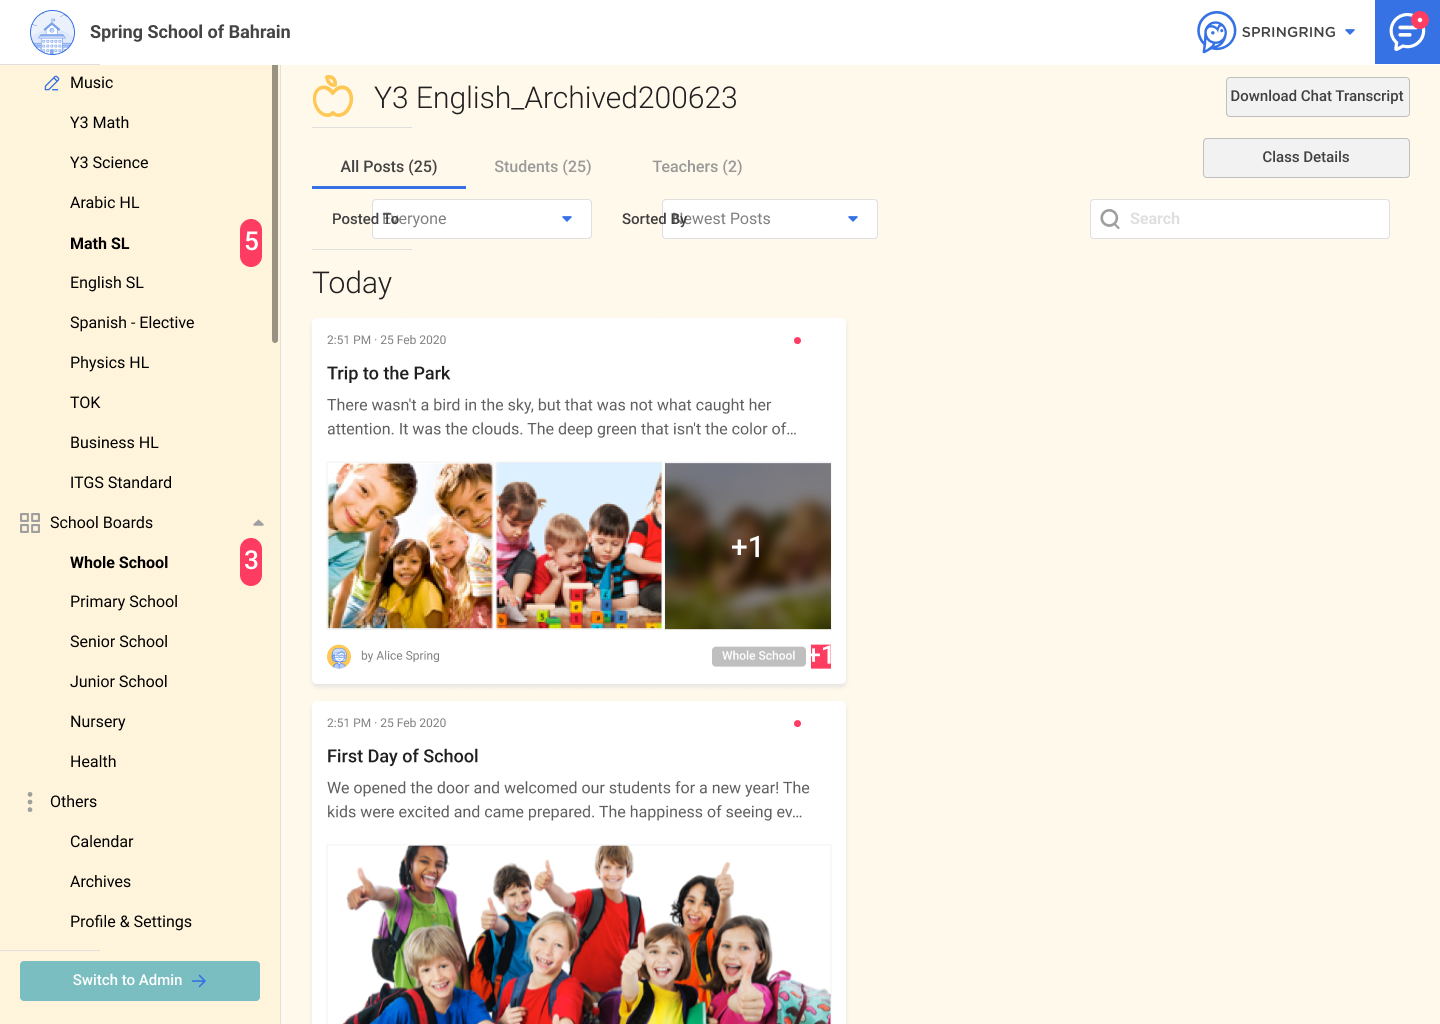 Spring School of Bahrain
SPRINGRING
Music
Y3 Math
Y3 Science
Arabic HL
Math SL
5
English SL
Spanish - Elective
Physics HL
TOK
Business HL
ITGS Standard
School Boards
Whole School
3
Primary School
Senior School
Junior School
Nursery
Health
Others
Calendar
Archives
Profile & Settings
Switch to Admin
Y3 English_Archived200623
Download Chat Transcript
Class Details
All Posts (25)
Students (25)
Teachers (2)
Posted To
Everyone
Sorted By
Newest Posts
Search
Today
2:51 PM · 25 Feb 2020
Trip to the Park
There wasn't a bird in the sky, but that was not what caught her
attention. It was the clouds. The deep green that isn't the color of...
+1
by Alice Spring
Whole School
+1
2:51 PM · 25 Feb 2020
First Day of School
We opened the door and welcomed our students for a new year! The
kids were excited and came prepared. The happiness of seeing ev...